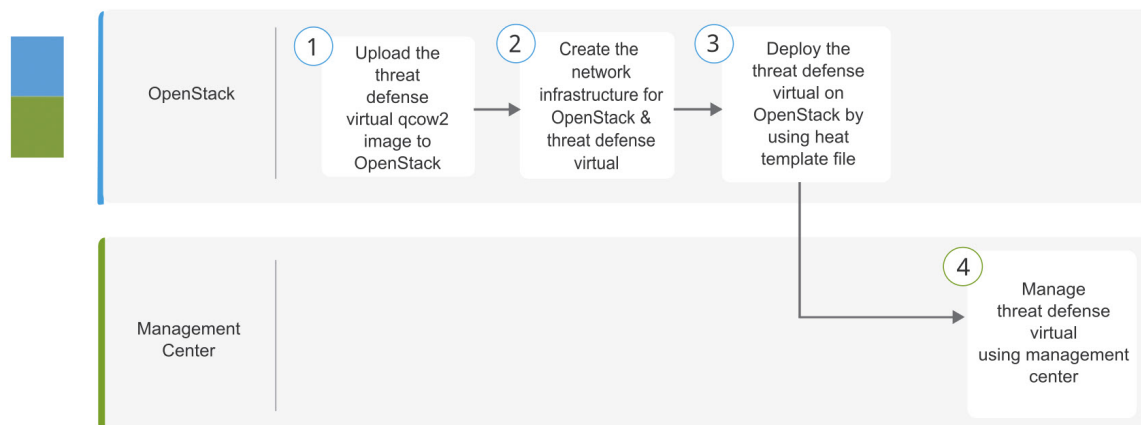 OpenStack
1
Upload the
threat
defense
virtual qcow2
image to
OpenStack
2
Create the
network
infrastructure for
OpenStack &
threat defense
virtual
3
Deploy the
threat defense
virtual on
OpenStack by
using heat
template file
Management
Center
4
Manage
threat defense
virtual
using management
center